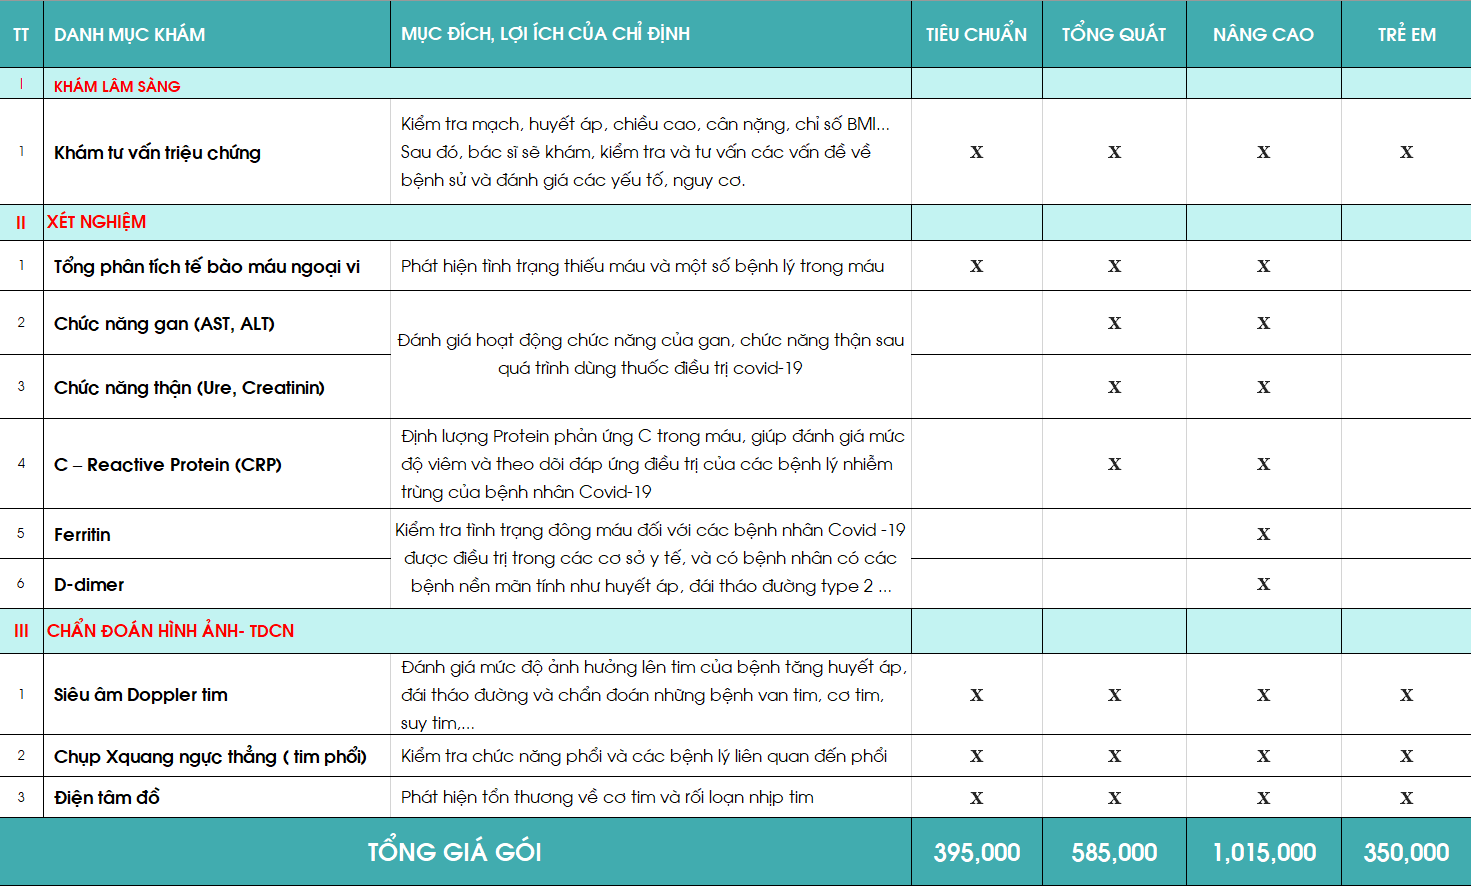 TT DANH MỤC KHÁM MỤC ĐÍCH, LỢI ÍCH CỦA CHỈ ĐỊNH TIÊU CHUẨN TỔNG QUÁT NÂNG CAO TRẺ EM
I KHÁM LÂM SÀNG
1 Khám tư vấn triệu chứng
Kiểm tra mạch, huyết áp, chiều cao, cân nặng, chỉ số BMI...
Sau đó, bác sĩ sẽ khám, kiểm tra và tư vấn các vấn đề về
bệnh sử và đánh giá các yếu tố, nguy cơ.
x x x x
II XÉT NGHIỆM
1 Tổng phân tích tế bào máu ngoại vi Phát hiện tình trạng thiếu máu và một số bệnh lý trong máu x x x
2 Chức năng gan (AST, ALT) x x
Đánh giá hoạt động chức năng của gan, chức năng thận sau
quá trình dùng thuốc điều trị covid-19
3 Chức năng thận (Ure, Creatinin) x x
4 C – Reactive Protein (CRP)
Định lượng Protein phản ứng C trong máu, giúp đánh giá mức
độ viêm và theo dõi đáp ứng điều trị của các bệnh lý nhiễm
trùng của bệnh nhân Covid-19
x x
5 Ferritin x
Kiểm tra tình trạng đông máu đối với các bệnh nhân Covid -19
được điều trị trong các cơ sở y tế, và có bệnh nhân có các
bệnh nền mãn tính như huyết áp, đái tháo đường type 2 ...
6 D-dimer x
III CHẨN ĐOÁN HÌNH ẢNH- TDCN
1 Siêu âm Doppler tim
Đánh giá mức độ ảnh hưởng lên tim của bệnh tăng huyết áp,
đái tháo đường và chẩn đoán những bệnh van tim, cơ tim,
suy tim,...
x x x x
2 Chụp Xquang ngực thẳng ( tim phổi) Kiểm tra chức năng phổi và các bệnh lý liên quan đến phổi x x x x
3 Điện tâm đồ Phát hiện tổn thương về cơ tim và rối loạn nhịp tim x x x x
TỔNG GIÁ GÓI 395,000 585,000 1,015,000 350,000